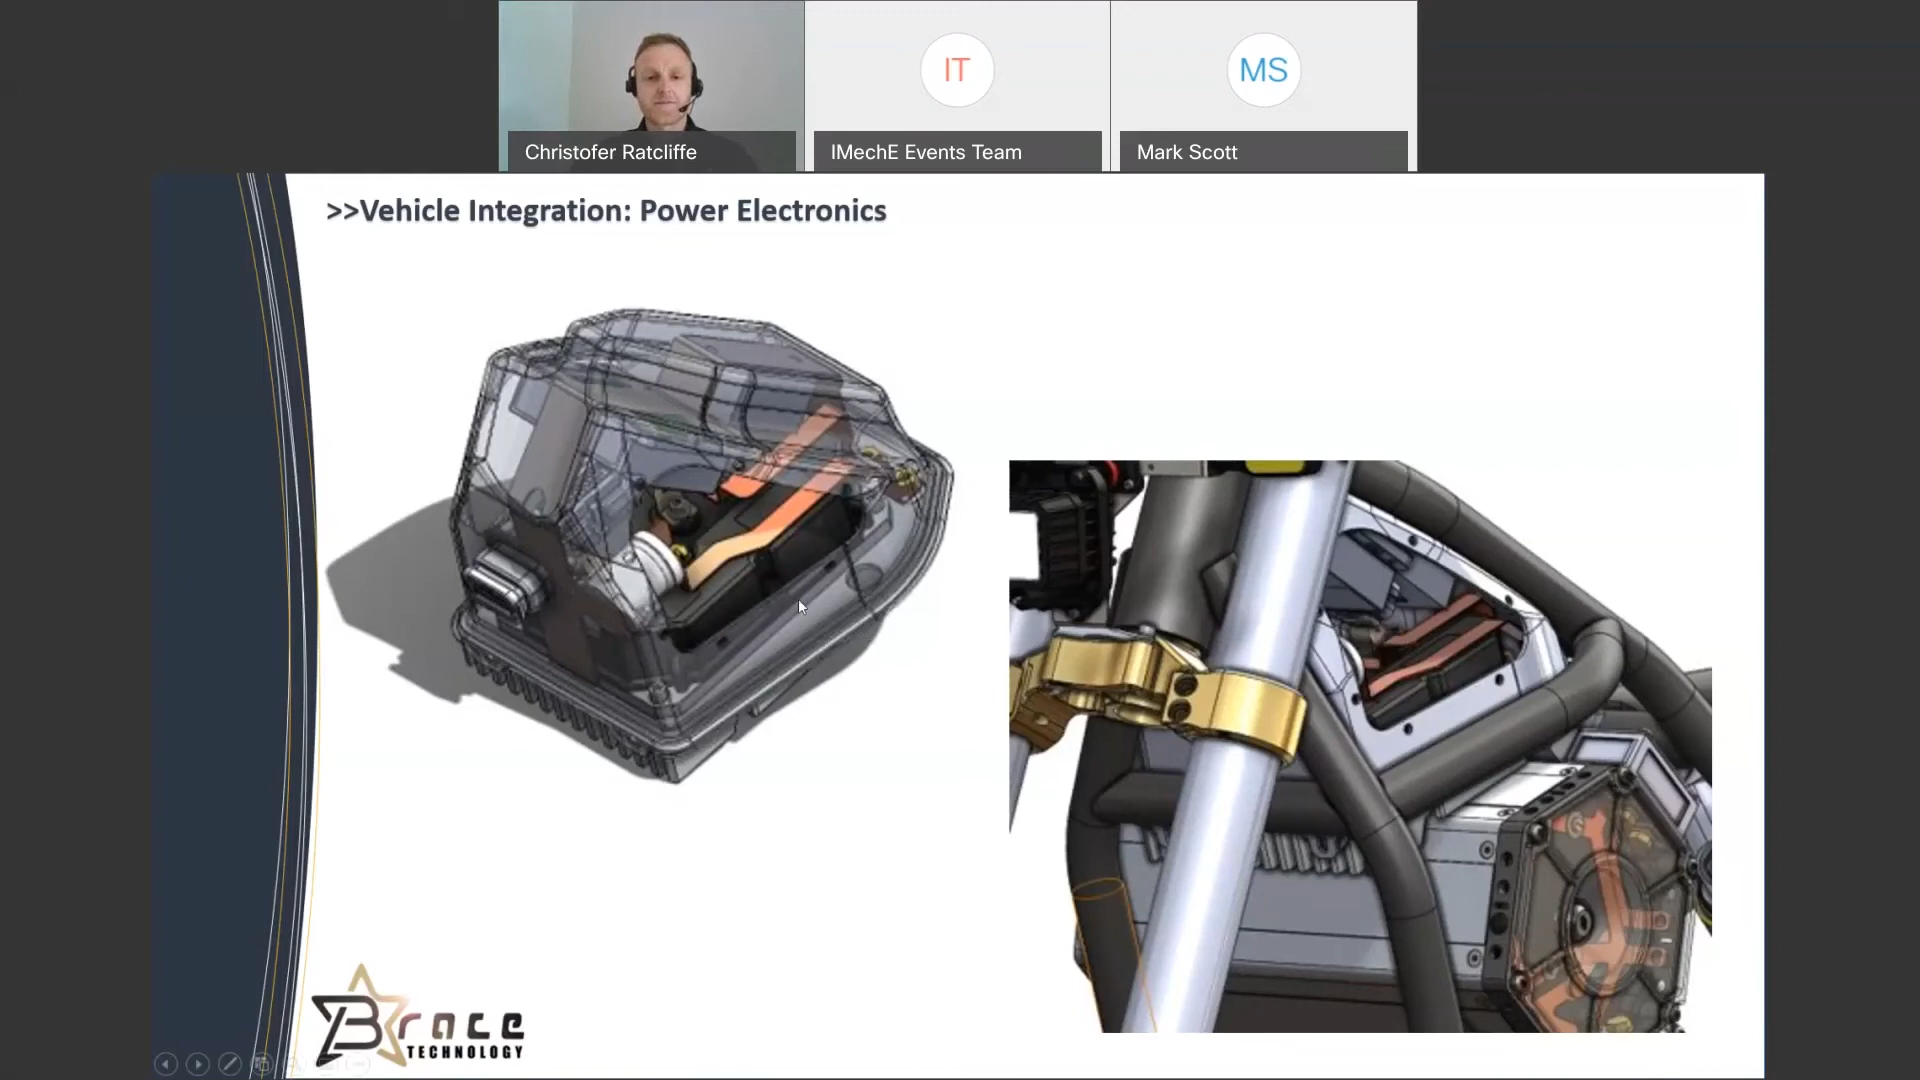 IT
MS
Christofer Ratcliffe
IMechE Events Team
Mark Scott
>>Vehicle Integration: Power Electronics
Brace
TECHNOLOGY